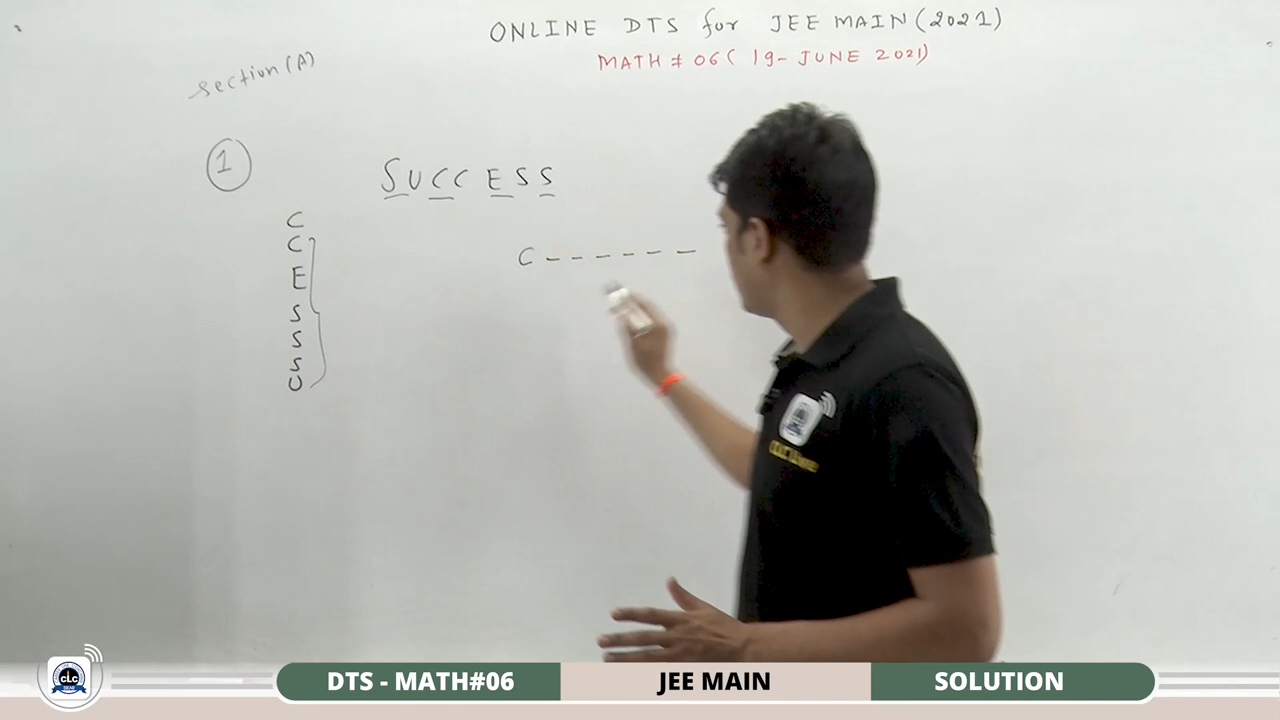 ONLINE DTS for JEE MAIN (2021)
MATH # 06 ( 19- JUNE 2021)
section (A)
1
SUCCESS
C
C
E
S
S
S
U
C ------
CLC
DTS - MATH#06
JEE MAIN
SOLUTION